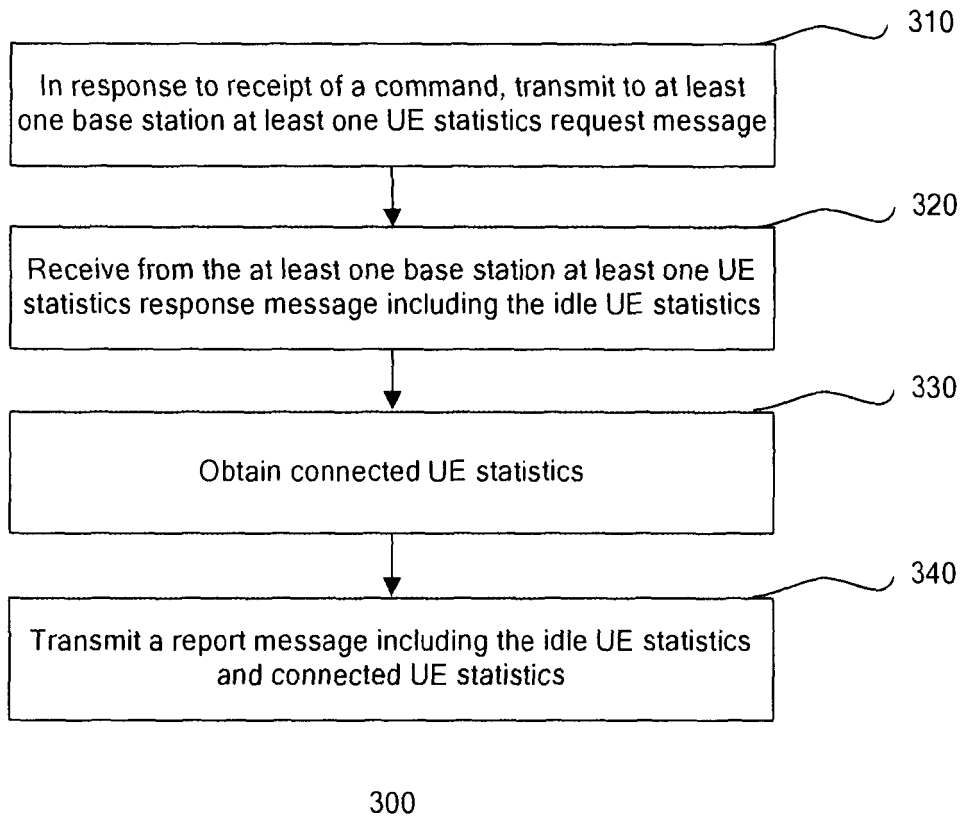 310
In response to receipt of a command, transmit to at least
one base station at least one UE statistics request message
320
Receive from the at least one base station at least one UE
statistics response message including the idle UE statistics
330
Obtain connected UE statistics
340
Transmit a report message including the idle UE statistics
and connected UE statistics
300